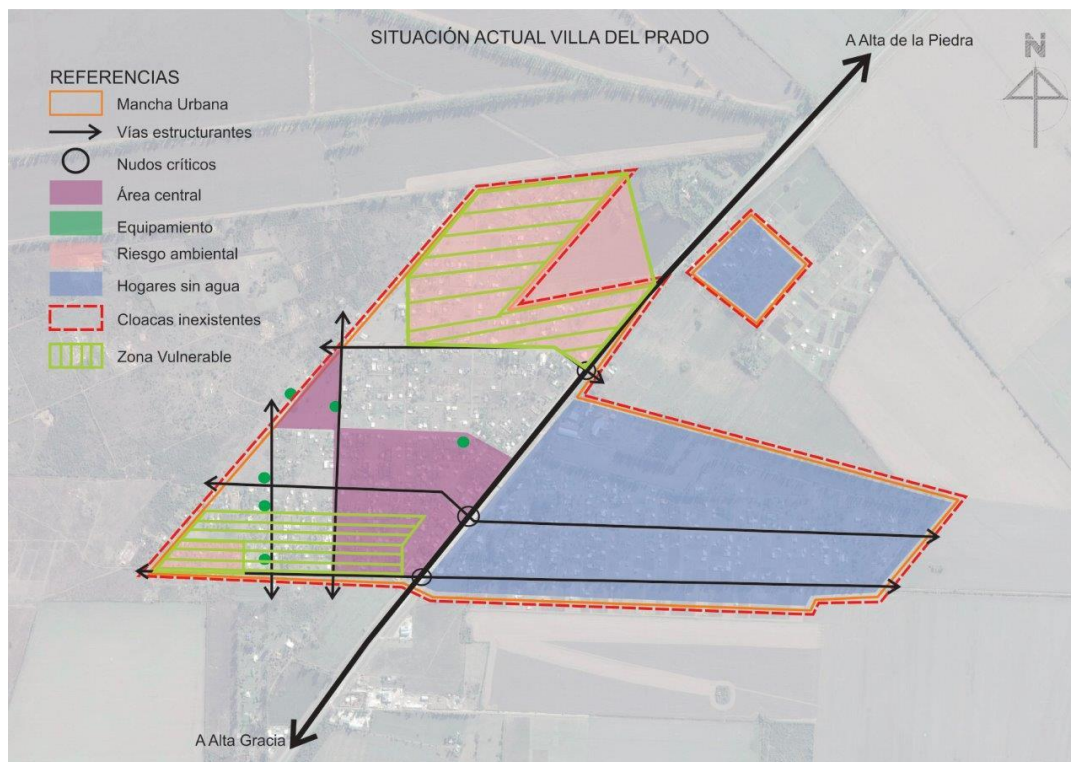 SITUACIÓN ACTUAL VILLA DEL PRADO
A Alta de la Piedra
N
REFERENCIAS
Mancha Urbana
Vías estructurantes
Nudos críticos
Área central
Equipamiento
Riesgo ambiental
Hogares sin agua
Cloacas inexistentes
Zona Vulnerable
A Alta Gracia